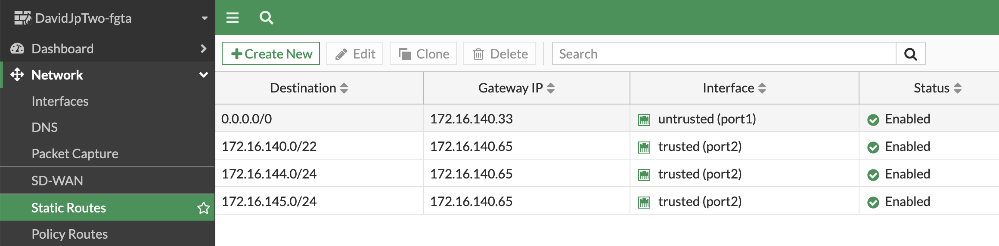 DavidJpTwo-fgta
Dashboard
Network
Interfaces
DNS
Packet Capture
SD-WAN
Static Routes
Policy Routes
Create New Edit Clone Delete Search
Destination Gateway IP Interface Status
0.0.0.0/0 172.16.140.33 untrusted (port1) Enabled
172.16.140.0/22 172.16.140.65 trusted (port2) Enabled
172.16.144.0/24 172.16.140.65 trusted (port2) Enabled
172.16.145.0/24 172.16.140.65 trusted (port2) Enabled